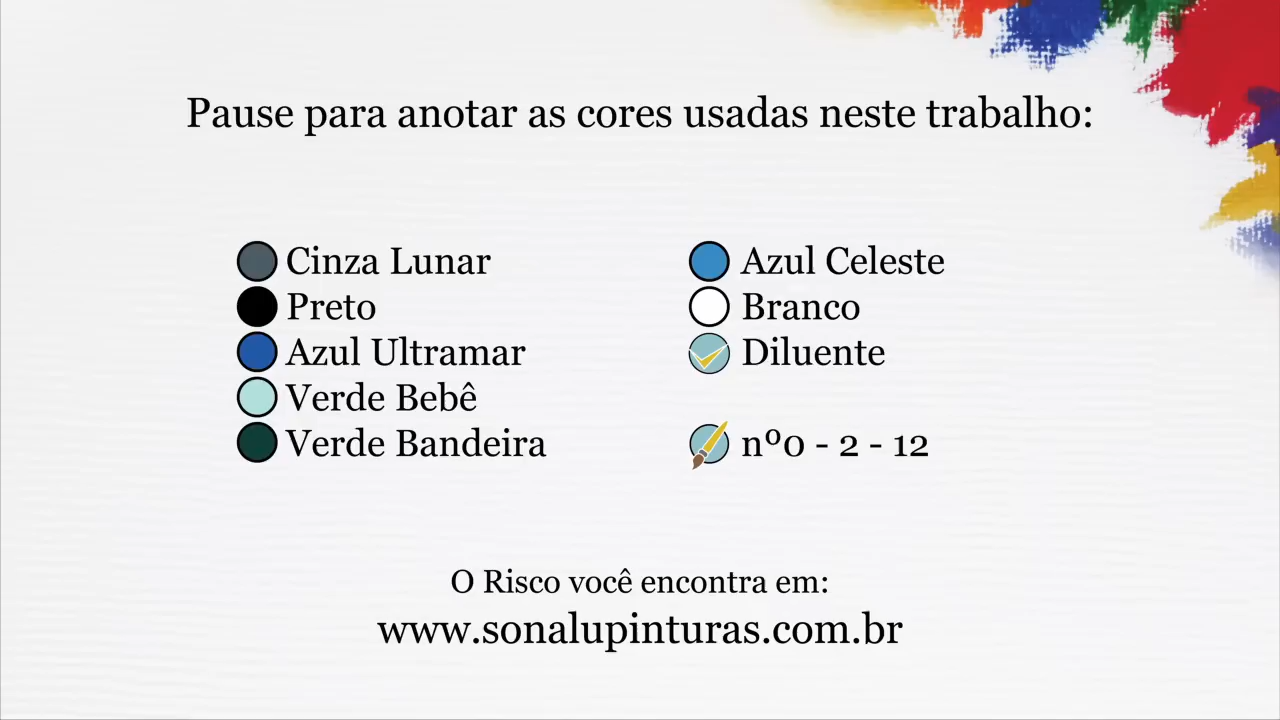 Pause para anotar as cores usadas neste trabalho:
Cinza Lunar
Preto
Azul Ultramar
Verde Bebê
Verde Bandeira
Azul Celeste
Branco
Diluente
nº0 - 2 - 12
O Risco você encontra em:
www.sonalupinturas.com.br